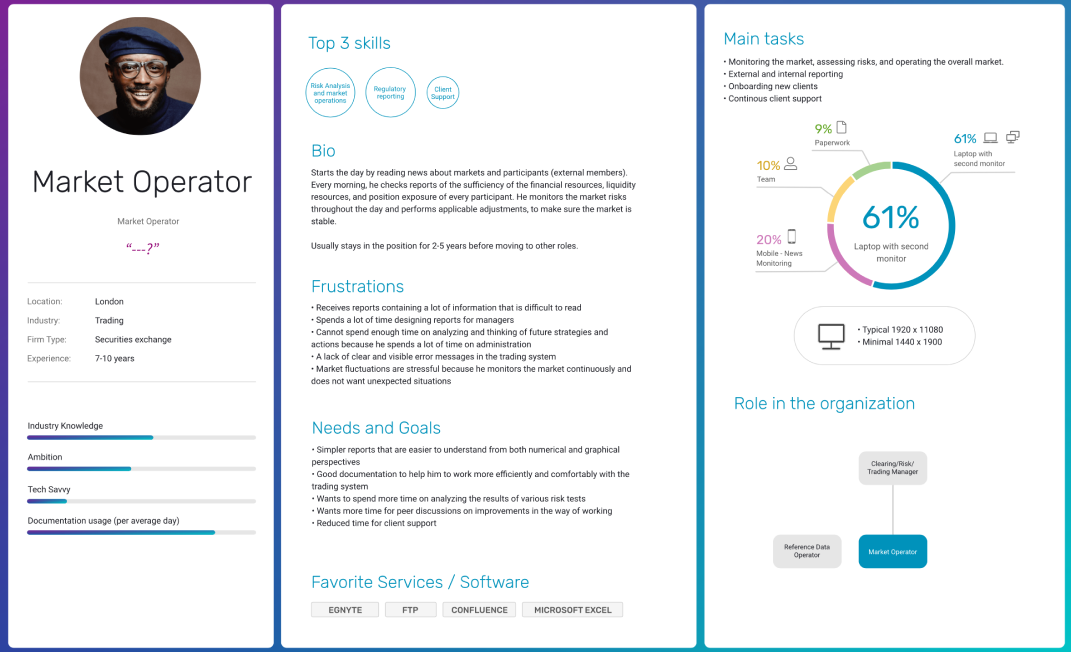 Market Operator
Market Operator
“---?”
Location: London
Industry: Trading
Firm Type: Securities exchange
Experience: 7-10 years
Industry Knowledge
Ambition
Tech Savvy
Documentation usage (per average day)
Top 3 skills
Risk Analysis
and market
operations
Regulatory
reporting
Client
Support
Bio
Starts the day by reading news about markets and participants (external members).
Every morning, he checks reports of the sufficiency of the financial resources, liquidity
resources, and position exposure of every participant. He monitors the market risks
throughout the day and performs applicable adjustments, to make sure the market is
stable.
Usually stays in the position for 2-5 years before moving to other roles.
Frustrations
• Receives reports containing a lot of information that is difficult to read
• Spends a lot of time designing reports for managers
• Cannot spend enough time on analyzing and thinking of future strategies and
actions because he spends a lot of time on administration
• A lack of clear and visible error messages in the trading system
• Market fluctuations are stressful because he monitors the market continuously and
does not want unexpected situations
Needs and Goals
• Simpler reports that are easier to understand from both numerical and graphical
perspectives
• Good documentation to help him to work more efficiently and comfortably with the
trading system
• Wants to spend more time on analyzing the results of various risk tests
• Wants more time for peer discussions on improvements in the way of working
• Reduced time for client support
Favorite Services / Software
EGNYTE
FTP
CONFLUENCE
MICROSOFT EXCEL
Main tasks
• Monitoring the market, assessing risks, and operating the overall market.
• External and internal reporting
• Onboarding new clients
• Continous client support
9%
Paperwork
61%
Laptop with
second monitor
10%
Team
20%
Mobile - News
Monitoring
61%
Laptop with second
monitor
• Typical 1920 x 11080
• Minimal 1440 x 1900
Role in the organization
Clearing/Risk/
Trading Manager
Reference Data
Operator
Market Operator